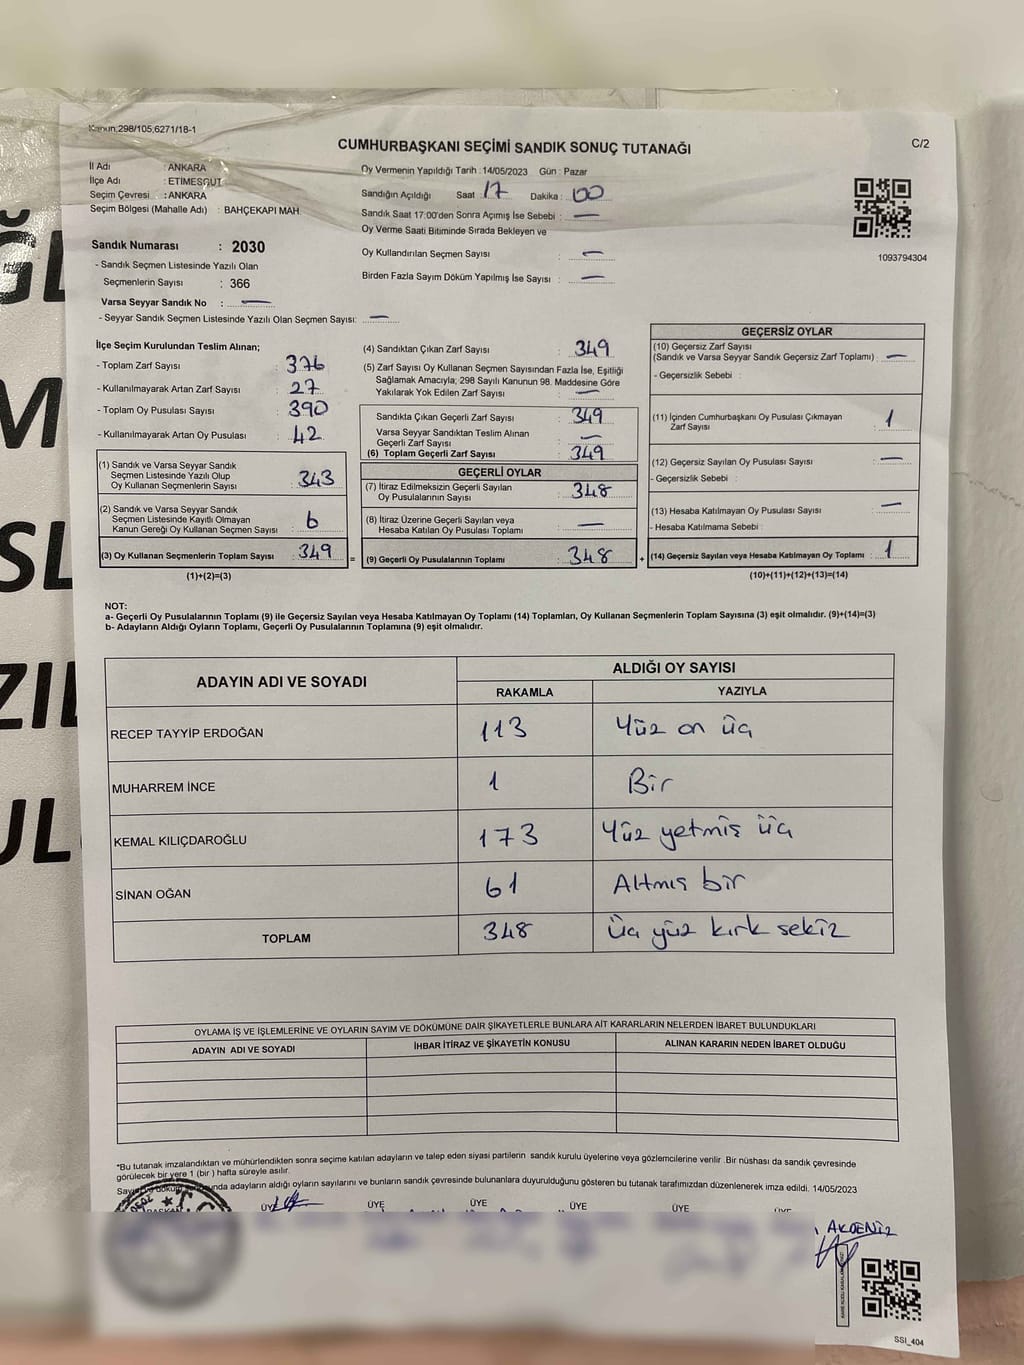 Kanun:298/105,6271/18-1
CUMHURBAŞKANI SEÇİMİ SANDIK SONUÇ TUTANAĞI
C/2
İl Adı : ANKARA
İlçe Adı : ETİMESGUT
Seçim Çevresi : ANKARA
Seçim Bölgesi (Mahalle Adı) : BAHÇEKAPI MAH
Oy Vermenin Yapıldığı Tarih : 14/05/2023 Gün : Pazar
Sandığın Açıldığı Saat 17 Dakika : 00
Sandık Saat 17:00'den Sonra Açımış İse Sebebi : —
Oy Verme Saati Bitiminde Sırada Bekleyen ve
Oy Kullandırılan Seçmen Sayısı : —
Birden Fazla Sayım Döküm Yapılmış İse Sayısı : —
1093794304
Sandık Numarası : 2030
- Sandık Seçmen Listesinde Yazılı Olan
Seçmenlerin Sayısı : 366
Varsa Seyyar Sandık No : —
- Seyyar Sandık Seçmen Listesinde Yazılı Olan Seçmen Sayısı: —
İlçe Seçim Kurulundan Teslim Alınan;
- Toplam Zarf Sayısı : 376
- Kullanılmayarak Artan Zarf Sayısı : 27
- Toplam Oy Pusulası Sayısı : 390
- Kullanılmayarak Artan Oy Pusulası : 42
(1) Sandık ve Varsa Seyyar Sandık
Seçmen Listesinde Yazılı Olup
Oy Kullanan Seçmenlerin Sayısı : 343
(2) Sandık ve Varsa Seyyar Sandık
Seçmen Listesinde Kayıtlı Olmayan
Kanun Gereği Oy Kullanan Seçmen Sayısı : 6
(3) Oy Kullanan Seçmenlerin Toplam Sayısı : 349
(1)+(2)=(3)
(4) Sandıktan Çıkan Zarf Sayısı : 349
(5) Zarf Sayısı Oy Kullanan Seçmen Sayısından Fazla İse, Eşitliği
Sağlamak Amacıyla; 298 Sayılı Kanunun 98. Maddesine Göre
Yakılarak Yok Edilen Zarf Sayısı : —
Sandıkta Çıkan Geçerli Zarf Sayısı : 349
Varsa Seyyar Sandıktan Teslim Alınan
Geçerli Zarf Sayısı : —
(6) Toplam Geçerli Zarf Sayısı : 349
GEÇERLİ OYLAR
(7) İtiraz Edilmeksizin Geçerli Sayılan
Oy Pusulalarının Sayısı : 348
(8) İtiraz Üzerine Geçerli Sayılan veya
Hesaba Katılan Oy Pusulası Toplamı : —
= (9) Geçerli Oy Pusulalarının Toplamı : 348 +
GEÇERSİZ OYLAR
(10) Geçersiz Zarf Sayısı
(Sandık ve Varsa Seyyar Sandık Geçersiz Zarf Toplamı) : —
- Geçersizlik Sebebi :
(11) İçinden Cumhurbaşkanı Oy Pusulası Çıkmayan
Zarf Sayısı : 1
(12) Geçersiz Sayılan Oy Pusulası Sayısı : —
- Geçersizlik Sebebi :
(13) Hesaba Katılmayan Oy Pusulası Sayısı : —
- Hesaba Katılmama Sebebi :
(14) Geçersiz Sayılan veya Hesaba Katılmayan Oy Toplamı : 1
(10)+(11)+(12)+(13)=(14)
NOT:
a- Geçerli Oy Pusulalarının Toplamı (9) ile Geçersiz Sayılan veya Hesaba Katılmayan Oy Toplamı (14) Toplamları, Oy Kullanan Seçmenlerin Toplam Sayısına (3) eşit olmalıdır. (9)+(14)=(3)
b- Adayların Aldığı Oyların Toplamı, Geçerli Oy Pusulalarının Toplamına (9) eşit olmalıdır.
ADAYIN ADI VE SOYADI ALDIĞI OY SAYISI
RAKAMLA YAZIYLA
RECEP TAYYİP ERDOĞAN 113 Yüz on üç
MUHARREM İNCE 1 Bir
KEMAL KILIÇDAROĞLU 173 Yüz yetmiş üç
SİNAN OĞAN 61 Altmış bir
TOPLAM 348 Üç yüz kırk sekiz
OYLAMA İŞ VE İŞLEMLERİNE VE OYLARIN SAYIM VE DÖKÜMÜNE DAİR ŞİKAYETLERLE BUNLARA AİT KARARLARIN NELERDEN İBARET BULUNDUKLARI
ADAYIN ADI VE SOYADI İHBAR İTİRAZ VE ŞİKAYETİN KONUSU ALINAN KARARIN NEDEN İBARET OLDUĞU
*Bu tutanak imzalandıktan ve mühürlendikten sonra seçime katılan adayların ve talep eden siyasi partilerin sandık kurulu üyelerine veya gözlemcilerine verilir .Bir nüshası da sandık çevresinde
görülecek bir yere 1 (bir ) hafta süreyle asılır.
adayların aldığı oyların sayılarını ve bunların sandık çevresinde bulunanlara duyurulduğunu gösteren bu tutanak tarafımızdan düzenlenerek imza edildi. 14/05/2023
ÜYE ÜYE ÜYE ÜYE ÜYE
AKDENİZ
SSI_404
ĞL
M
SL
ZIL
UL